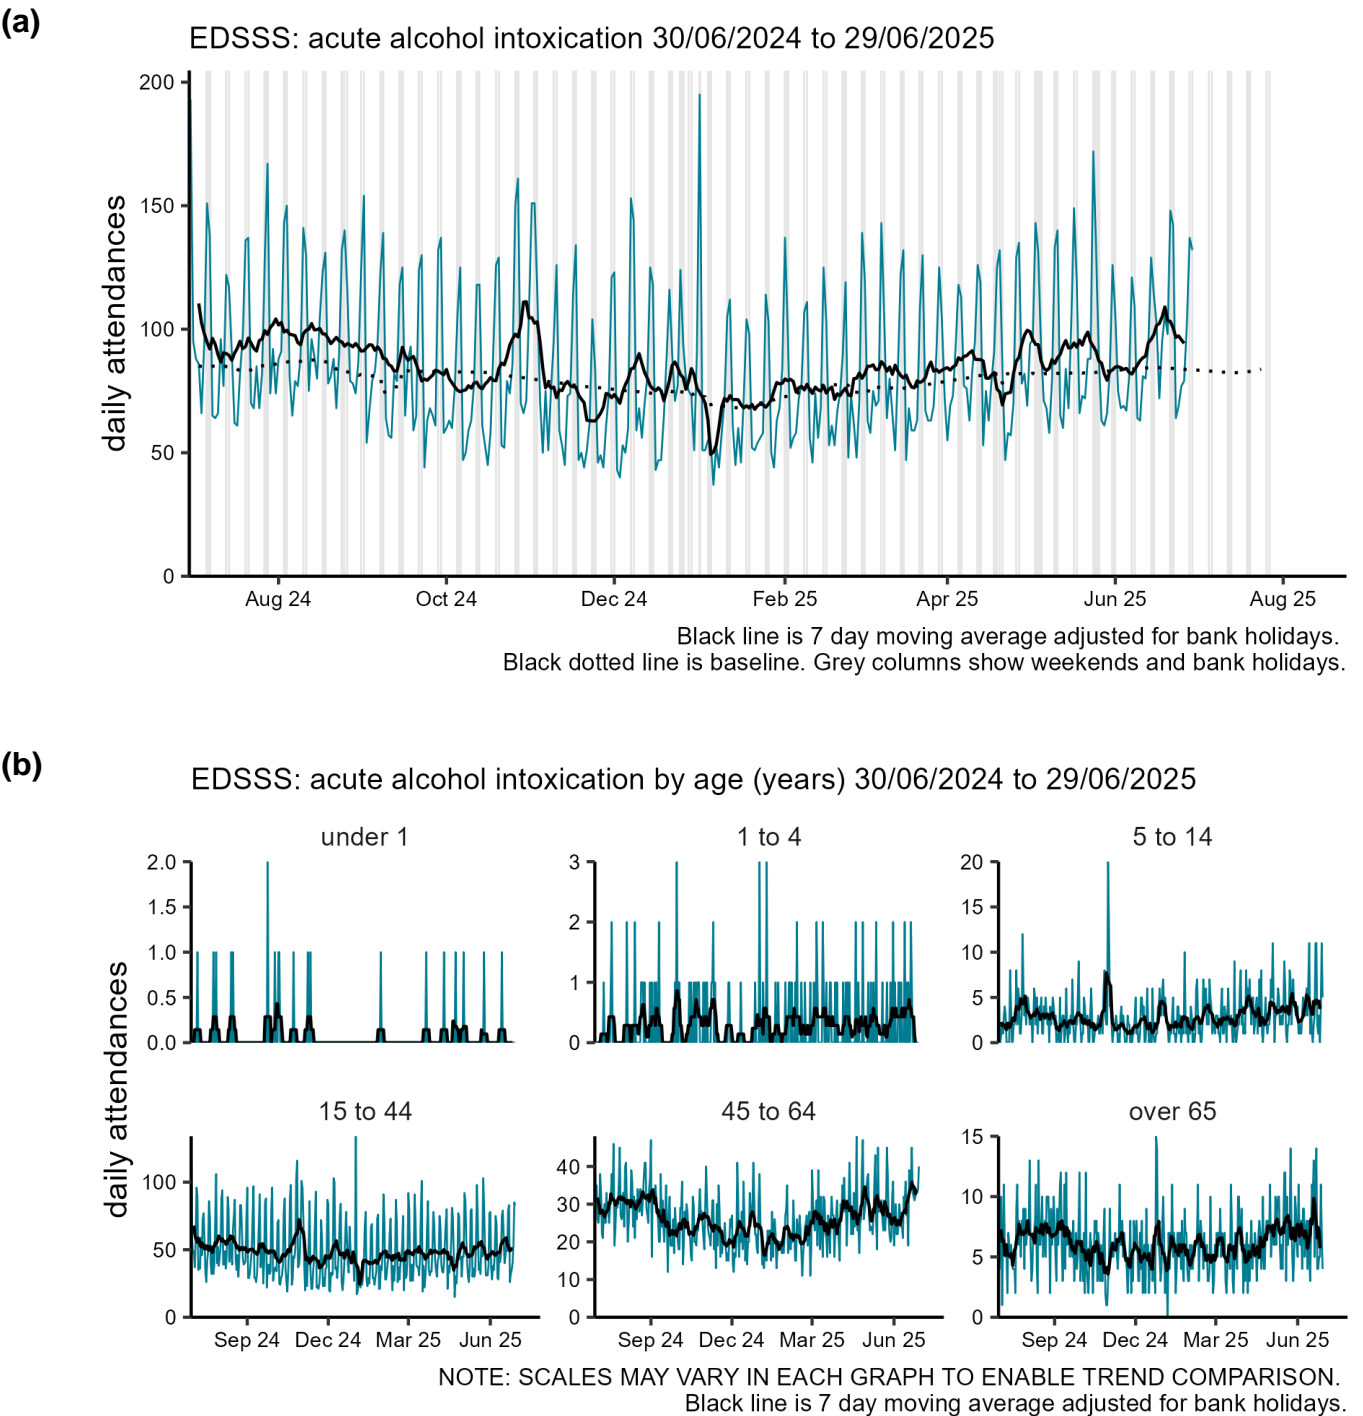 (a)
EDSSS: acute alcohol intoxication 30/06/2024 to 29/06/2025
daily attendances
200
150
100
50
0
Aug 24 Oct 24 Dec 24 Feb 25 Apr 25 Jun 25 Aug 25
Black line is 7 day moving average adjusted for bank holidays.
Black dotted line is baseline. Grey columns show weekends and bank holidays.
(b)
EDSSS: acute alcohol intoxication by age (years) 30/06/2024 to 29/06/2025
daily attendances
under 1
2.0
1.5
1.0
0.5
0.0
1 to 4
3
2
1
0
5 to 14
20
15
10
5
0
15 to 44
100
50
0
Sep 24 Dec 24 Mar 25 Jun 25
45 to 64
40
30
20
10
0
Sep 24 Dec 24 Mar 25 Jun 25
over 65
15
10
5
0
Sep 24 Dec 24 Mar 25 Jun 25
NOTE: SCALES MAY VARY IN EACH GRAPH TO ENABLE TREND COMPARISON.
Black line is 7 day moving average adjusted for bank holidays.